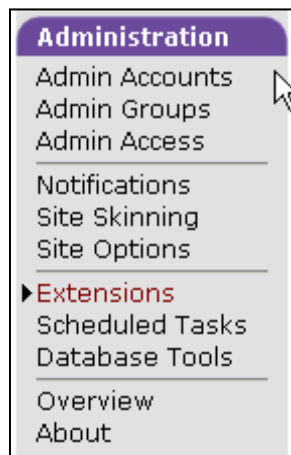 Administration
Admin Accounts
Admin Groups
Admin Access
Notifications
Site Skinning
Site Options
Extensions
Scheduled Tasks
Database Tools
Overview
About